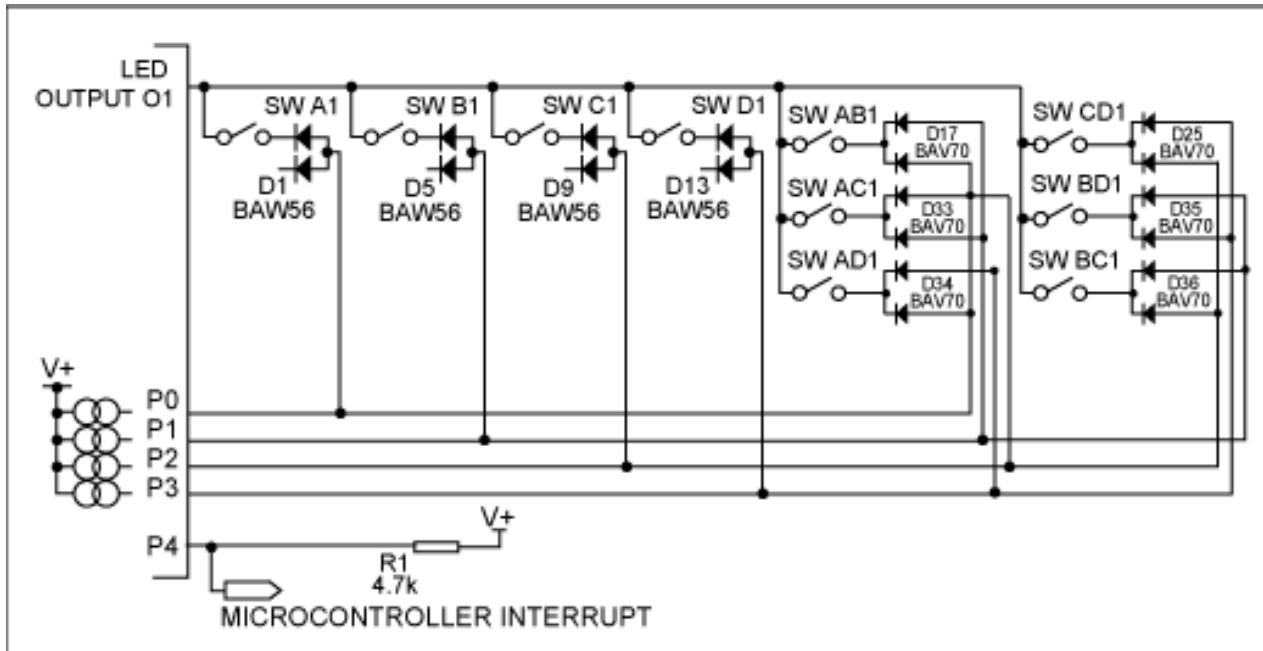 LED
OUTPUT O1
SW A1
D1
BAW56
SW B1
D5
BAW56
SW C1
D9
BAW56
SW D1
D13
BAW56
SW AB1
D17
BAV70
SW AC1
D33
BAV70
SW AD1
D34
BAV70
SW CD1
D25
BAV70
SW BD1
D35
BAV70
SW BC1
D36
BAV70
V+
P0
P1
P2
P3
P4
V+
R1
4.7k
MICROCONTROLLER INTERRUPT